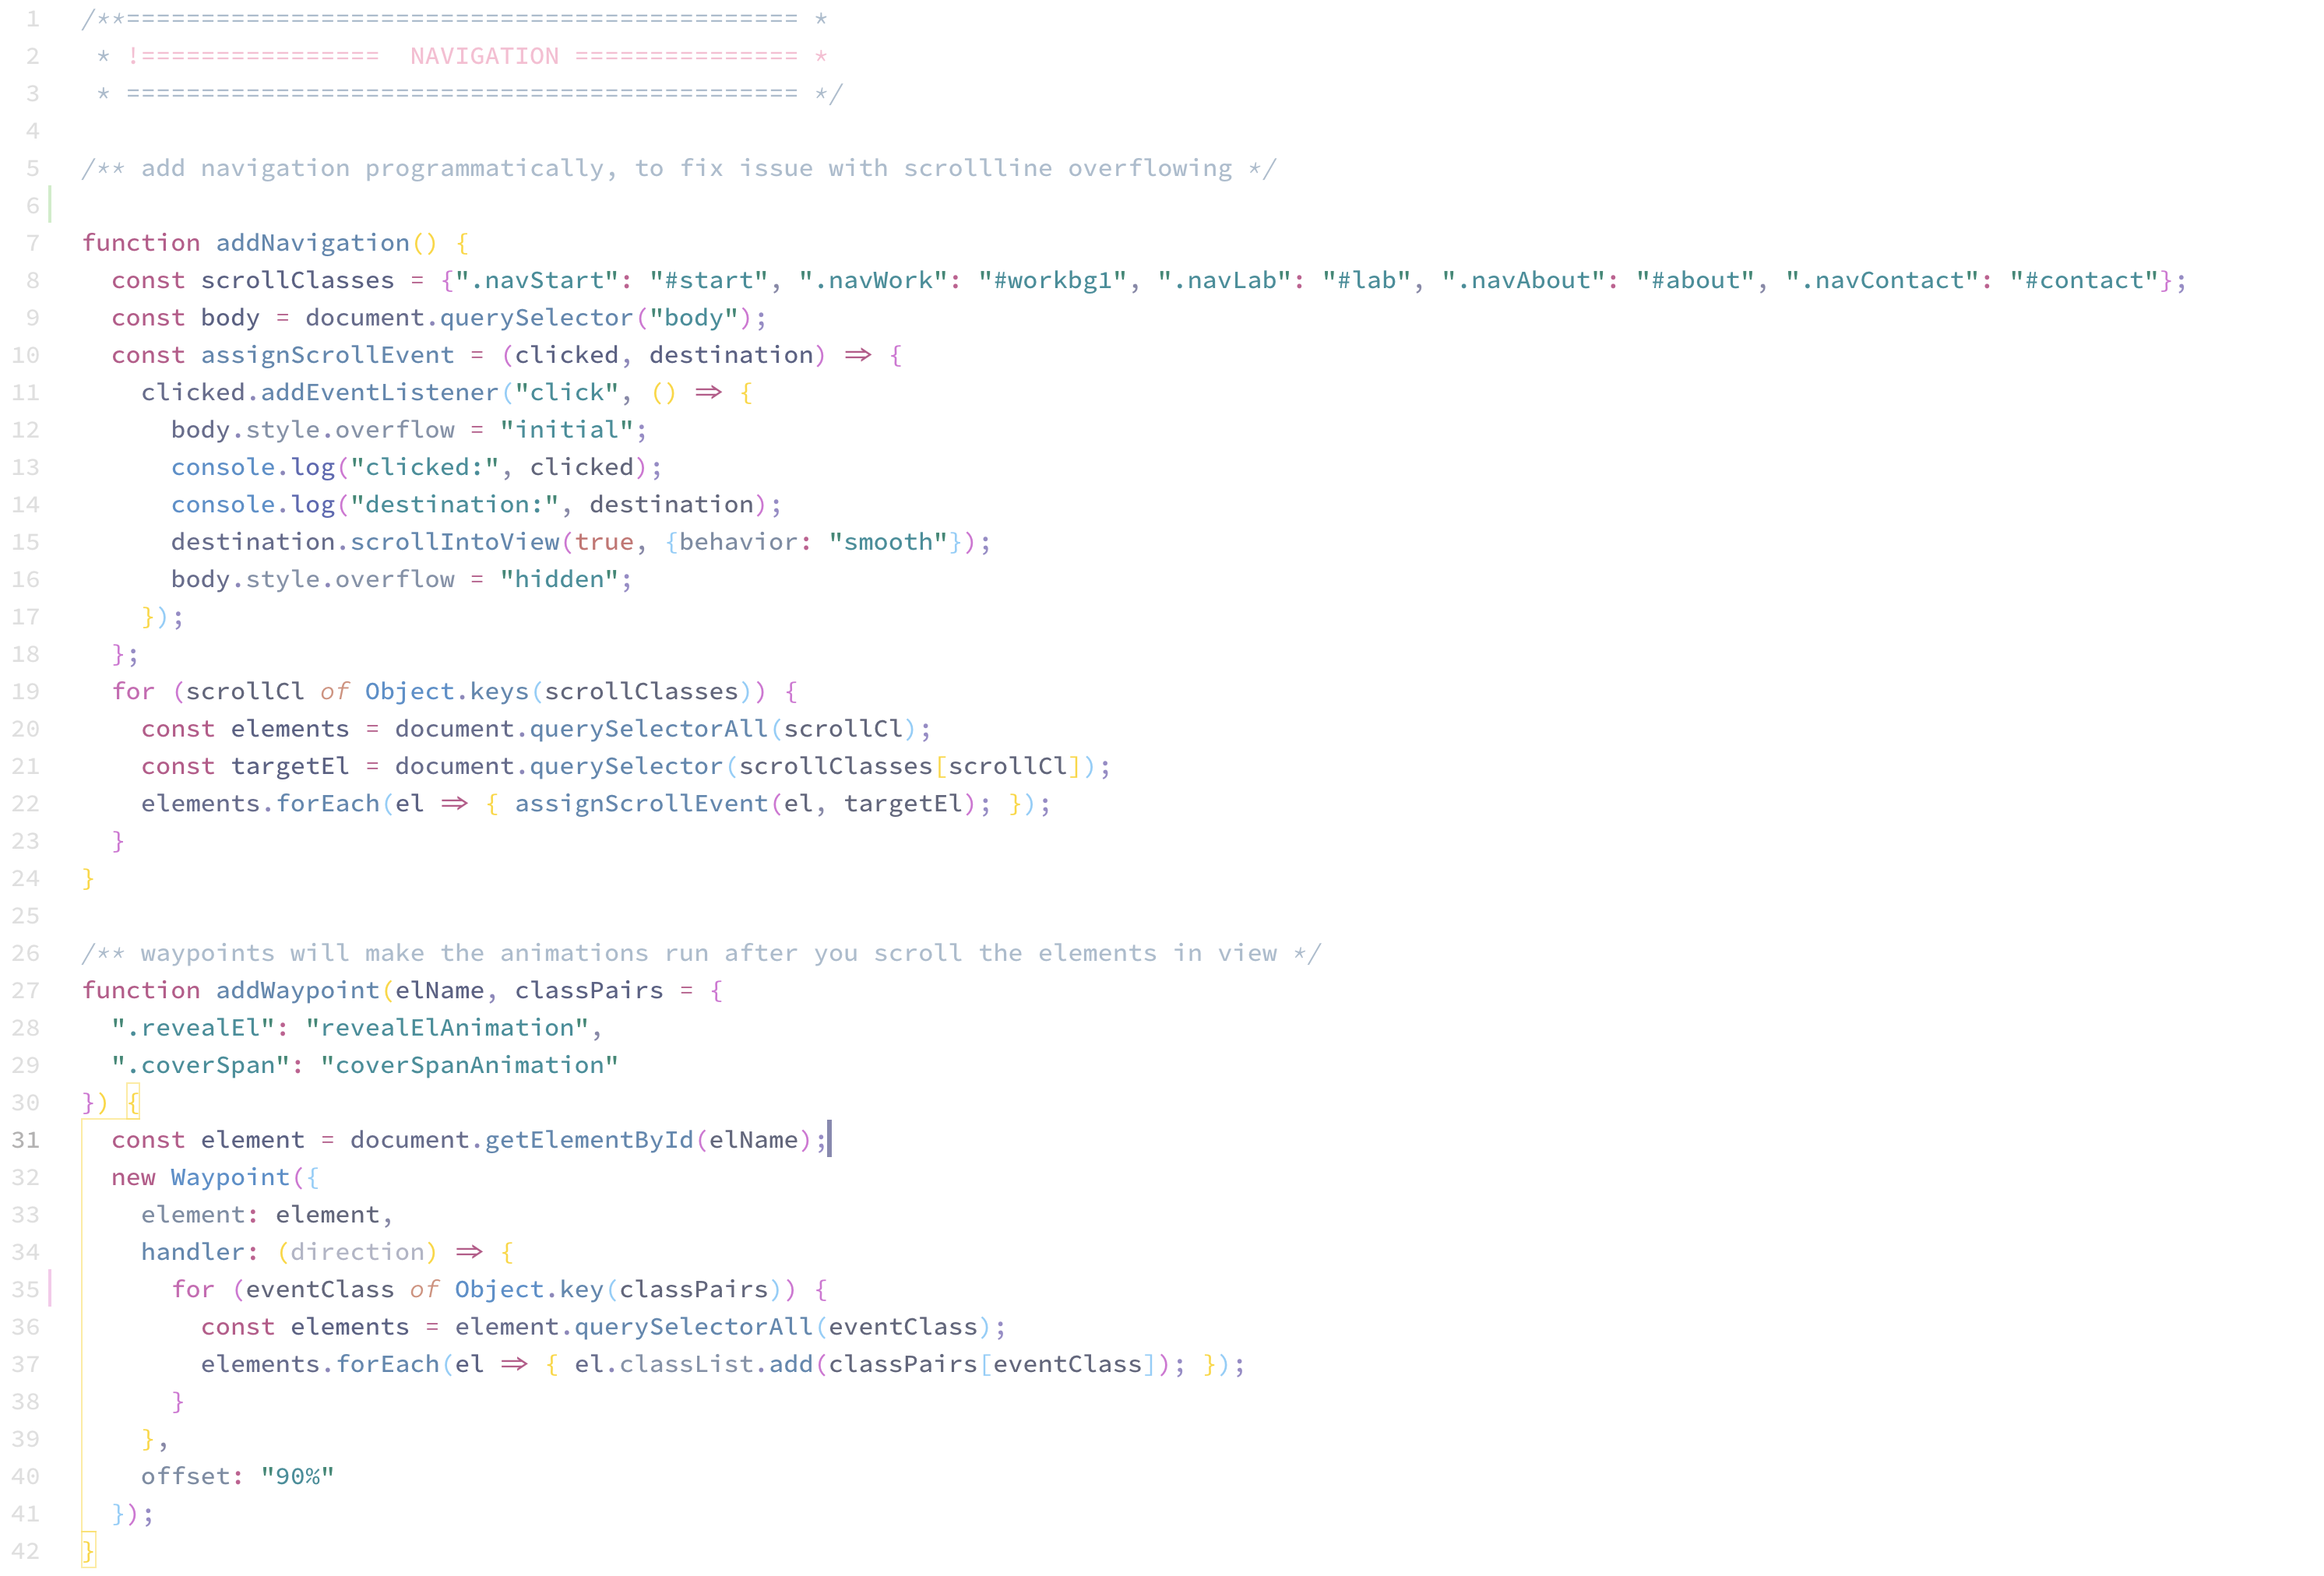 1 /**============================================= *
2  * !================  NAVIGATION =============== *
3  * ============================================= */
4
5 /** add navigation programmatically, to fix issue with scrollline overflowing */
6
7 function addNavigation() {
8   const scrollClasses = {".navStart": "#start", ".navWork": "#workbg1", ".navLab": "#lab", ".navAbout": "#about", ".navContact": "#contact"};
9   const body = document.querySelector("body");
10   const assignScrollEvent = (clicked, destination) => {
11     clicked.addEventListener("click", () => {
12       body.style.overflow = "initial";
13       console.log("clicked:", clicked);
14       console.log("destination:", destination);
15       destination.scrollIntoView(true, {behavior: "smooth"});
16       body.style.overflow = "hidden";
17     });
18   };
19   for (scrollCl of Object.keys(scrollClasses)) {
20     const elements = document.querySelectorAll(scrollCl);
21     const targetEl = document.querySelector(scrollClasses[scrollCl]);
22     elements.forEach(el => { assignScrollEvent(el, targetEl); });
23   }
24 }
25
26 /** waypoints will make the animations run after you scroll the elements in view */
27 function addWaypoint(elName, classPairs = {
28   ".revealEl": "revealElAnimation",
29   ".coverSpan": "coverSpanAnimation"
30 }) {
31   const element = document.getElementById(elName);
32   new Waypoint({
33     element: element,
34     handler: (direction) => {
35       for (eventClass of Object.key(classPairs)) {
36         const elements = element.querySelectorAll(eventClass);
37         elements.forEach(el => { el.classList.add(classPairs[eventClass]); });
38       }
39     },
40     offset: "90%"
41   });
42 }